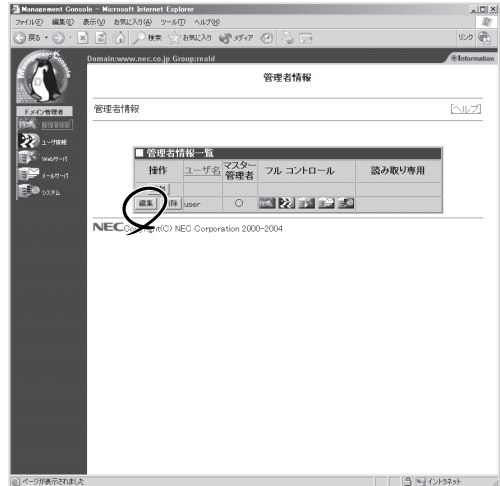 Management Console - Microsoft Internet Explorer
ファイル(F) 編集(E) 表示(V) お気に入り(A) ツール(T) ヘルプ(H)
戻る 検索 お気に入り メディア リンク
Domain:www.nec.co.jp Group:reald
Information
Management Console
管理者情報
ドメイン管理者
管理者情報 [ヘルプ]
ユーザ情報
Webサーバ
メールサーバ
システム
■ 管理者情報一覧
操作 ユーザ名 マスター管理者 フル コントロール 読み取り専用
編集 user ○
NEC Copyright(C) NEC Corporation 2000-2004
ページが表示されました
イントラネット